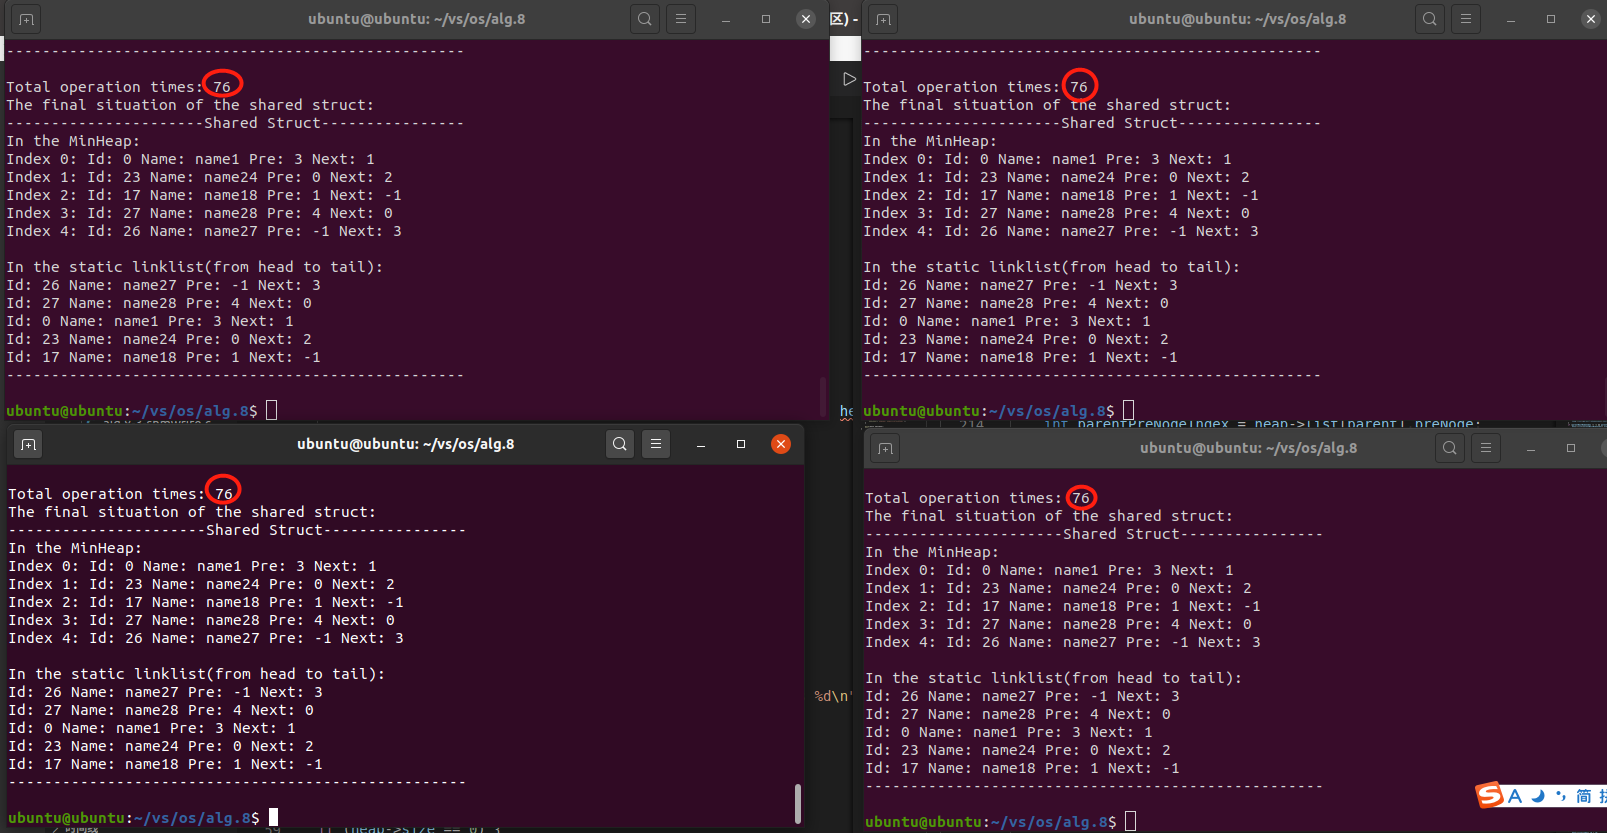 ubuntu@ubuntu: ~/vs/os/alg.8
--------------------------------------------------
Total operation times: 76
The final situation of the shared struct:
----------------------Shared Struct----------------
In the MinHeap:
Index 0: Id: 0 Name: name1 Pre: 3 Next: 1
Index 1: Id: 23 Name: name24 Pre: 0 Next: 2
Index 2: Id: 17 Name: name18 Pre: 1 Next: -1
Index 3: Id: 27 Name: name28 Pre: 4 Next: 0
Index 4: Id: 26 Name: name27 Pre: -1 Next: 3
In the static linklist(from head to tail):
Id: 26 Name: name27 Pre: -1 Next: 3
Id: 27 Name: name28 Pre: 4 Next: 0
Id: 0 Name: name1 Pre: 3 Next: 1
Id: 23 Name: name24 Pre: 0 Next: 2
Id: 17 Name: name18 Pre: 1 Next: -1
---------------------------------------------------
ubuntu@ubuntu:~/vs/os/alg.8$
区) -
he
ubuntu@ubuntu: ~/vs/os/alg.8
---------------------------------------------------
Total operation times: 76
The final situation of the shared struct:
----------------------Shared Struct----------------
In the MinHeap:
Index 0: Id: 0 Name: name1 Pre: 3 Next: 1
Index 1: Id: 23 Name: name24 Pre: 0 Next: 2
Index 2: Id: 17 Name: name18 Pre: 1 Next: -1
Index 3: Id: 27 Name: name28 Pre: 4 Next: 0
Index 4: Id: 26 Name: name27 Pre: -1 Next: 3
In the static linklist(from head to tail):
Id: 26 Name: name27 Pre: -1 Next: 3
Id: 27 Name: name28 Pre: 4 Next: 0
Id: 0 Name: name1 Pre: 3 Next: 1
Id: 23 Name: name24 Pre: 0 Next: 2
Id: 17 Name: name18 Pre: 1 Next: -1
---------------------------------------------------
ubuntu@ubuntu:~/vs/os/alg.8$
214 int parentPreNodeIndex = heap->list[parent].preNode;
ubuntu@ubuntu: ~/vs/os/alg.8
Total operation times: 76
The final situation of the shared struct:
----------------------Shared Struct----------------
In the MinHeap:
Index 0: Id: 0 Name: name1 Pre: 3 Next: 1
Index 1: Id: 23 Name: name24 Pre: 0 Next: 2
Index 2: Id: 17 Name: name18 Pre: 1 Next: -1
Index 3: Id: 27 Name: name28 Pre: 4 Next: 0
Index 4: Id: 26 Name: name27 Pre: -1 Next: 3
In the static linklist(from head to tail):
Id: 26 Name: name27 Pre: -1 Next: 3
Id: 27 Name: name28 Pre: 4 Next: 0
Id: 0 Name: name1 Pre: 3 Next: 1
Id: 23 Name: name24 Pre: 0 Next: 2
Id: 17 Name: name18 Pre: 1 Next: -1
---------------------------------------------------
ubuntu@ubuntu:~/vs/os/alg.8$
59 if (heap->size == 0) {
%d\n"
ubuntu@ubuntu: ~/vs/os/alg.8
Total operation times: 76
The final situation of the shared struct:
----------------------Shared Struct----------------
In the MinHeap:
Index 0: Id: 0 Name: name1 Pre: 3 Next: 1
Index 1: Id: 23 Name: name24 Pre: 0 Next: 2
Index 2: Id: 17 Name: name18 Pre: 1 Next: -1
Index 3: Id: 27 Name: name28 Pre: 4 Next: 0
Index 4: Id: 26 Name: name27 Pre: -1 Next: 3
In the static linklist(from head to tail):
Id: 26 Name: name27 Pre: -1 Next: 3
Id: 27 Name: name28 Pre: 4 Next: 0
Id: 0 Name: name1 Pre: 3 Next: 1
Id: 23 Name: name24 Pre: 0 Next: 2
Id: 17 Name: name18 Pre: 1 Next: -1
---------------------------------------------------
ubuntu@ubuntu:~/vs/os/alg.8$
S A 简